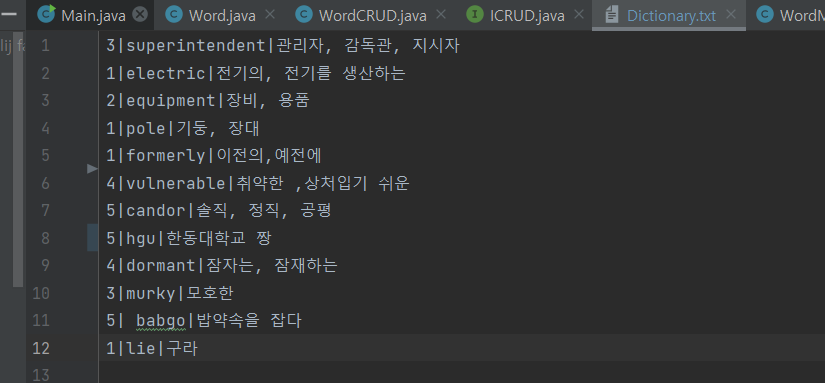 Main.java Word.java WordCRUD.java ICRUD.java Dictionary.txt
1 3|superintendent|관리자, 감독관, 지시자
2 1|electric|전기의, 전기를 생산하는
3 2|equipment|장비, 용품
4 1|pole|기둥, 장대
5 1|formerly|이전의,예전에
6 4|vulnerable|취약한 ,상처입기 쉬운
7 5|candor|솔직, 정직, 공평
8 5|hgu|한동대학교 짱
9 4|dormant|잠자는, 잠재하는
10 3|murky|모호한
11 5| babgo|밥약속을 잡다
12 1|lie|구라
13